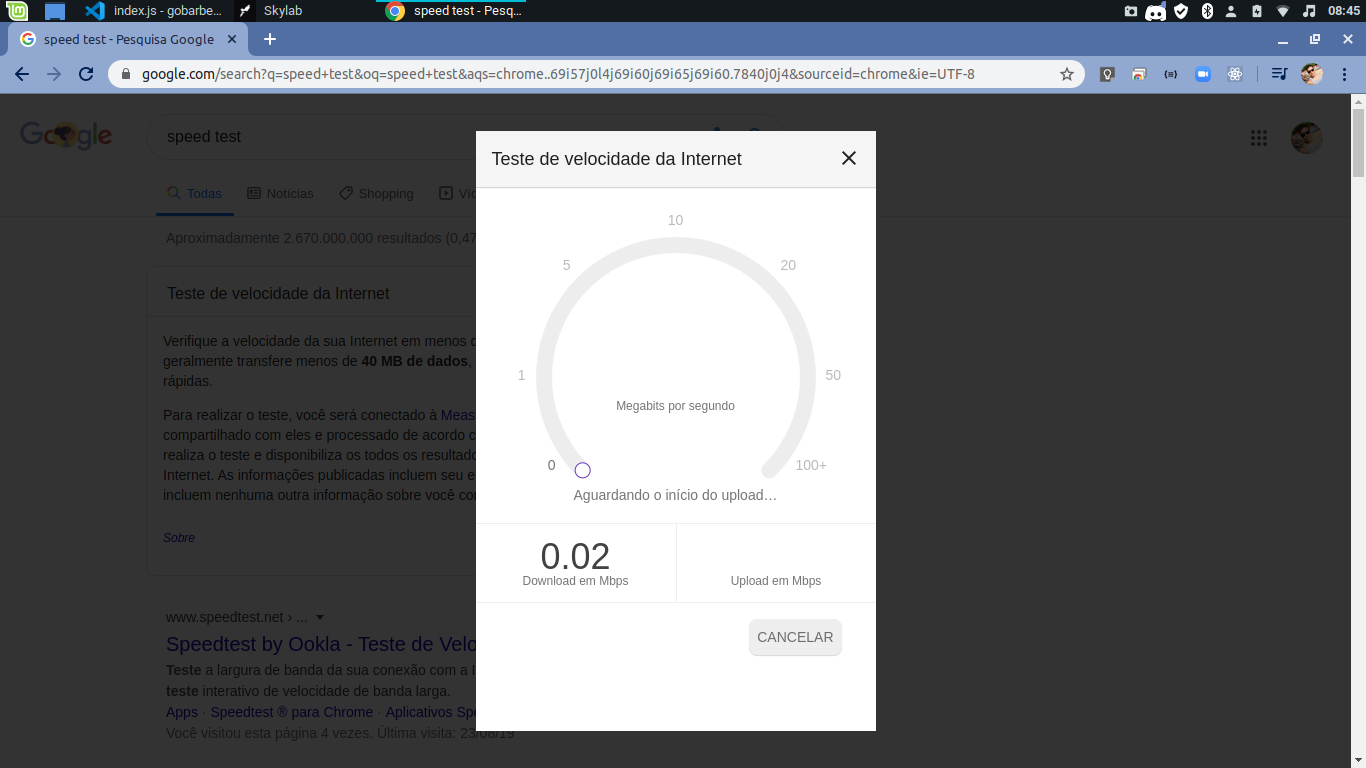 index.js - gobarbe...
Skylab
speed test - Pesq...
08:45
speed test - Pesquisa Google
google.com/search?q=speed+test&oq=speed+test&aqs=chrome..69i57j0l4j69i60j69i65j69i60.7840j0j4&sourceid=chrome&ie=UTF-8
Google
speed test
Todas
Notícias
Shopping
Víc
Aproximadamente 2.670.000.000 resultados (0,47
Teste de velocidade da Internet
Verifique a velocidade da sua Internet em menos d
geralmente transfere menos de 40 MB de dados,
rápidas.
Para realizar o teste, você será conectado à Meas
compartilhado com eles e processado de acordo c
realiza o teste e disponibiliza os todos os resultado
Internet. As informações publicadas incluem seu e
incluem nenhuma outra informação sobre você con
Sobre
www.speedtest.net › ...
Speedtest by Ookla - Teste de Velo
Teste a largura de banda da sua conexão com a I
teste interativo de velocidade de banda larga.
Apps · Speedtest ® para Chrome · Aplicativos Spe
Você visitou esta página 4 vezes. Última visita: 23/08/19
Teste de velocidade da Internet
10
5
20
1
50
Megabits por segundo
0
100+
Aguardando o início do upload…
0.02
Download em Mbps
Upload em Mbps
CANCELAR